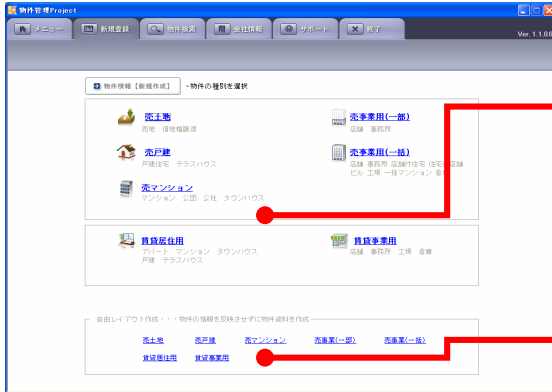 物件管理Project
メニュー 新規登録 物件検索 会社情報 サポート 終了
Ver. 1.1.00
物件情報【新規作成】 -物件の種別を選択
売土地
売地 借地権譲渡
売事業用(一部)
店舗 事務所
売戸建
戸建住宅 テラスハウス
売事業用(一括)
店舗 事務所 店舗付住宅 住宅付店舗
ビル 工場 一括マンション 倉庫
売マンション
マンション 公団 公社 タウンハウス
賃貸居住用
アパート マンション タウンハウス
戸建 テラスハウス
賃貸事業用
店舗 事務所 工場 倉庫
自由レイアウト作成・・・物件の情報を反映させずに物件資料を作成
売土地 売戸建 売マンション 売事業(一部) 売事業(一括)
賃貸居住用 賃貸事業用